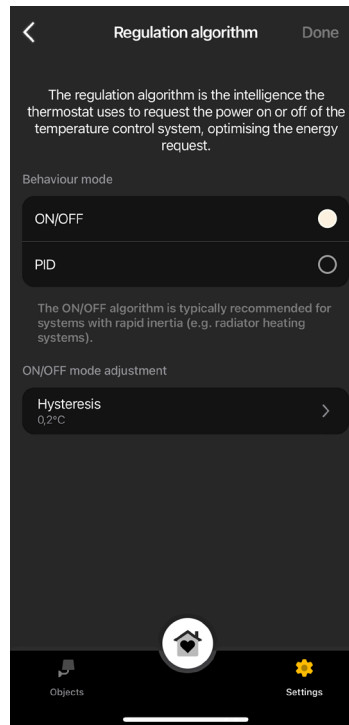 Regulation algorithm
Done
The regulation algorithm is the intelligence the
thermostat uses to request the power on or off of the
temperature control system, optimising the energy
request.
Behaviour mode
ON/OFF
PID
The ON/OFF algorithm is typically recommended for
systems with rapid inertia (e.g. radiator heating
systems).
ON/OFF mode adjustment
Hysteresis
0,2°C
Objects
Settings